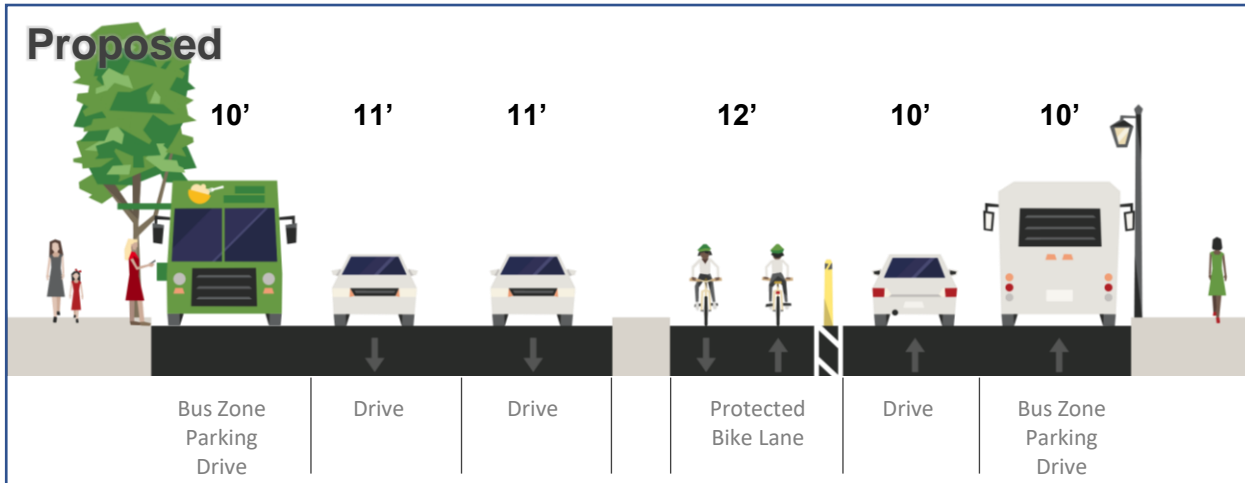 Proposed
10’ 11’ 11’ 12’ 10’ 10’
Bus Zone
Parking
Drive
Drive
Drive
Protected
Bike Lane
Drive
Bus Zone
Parking
Drive